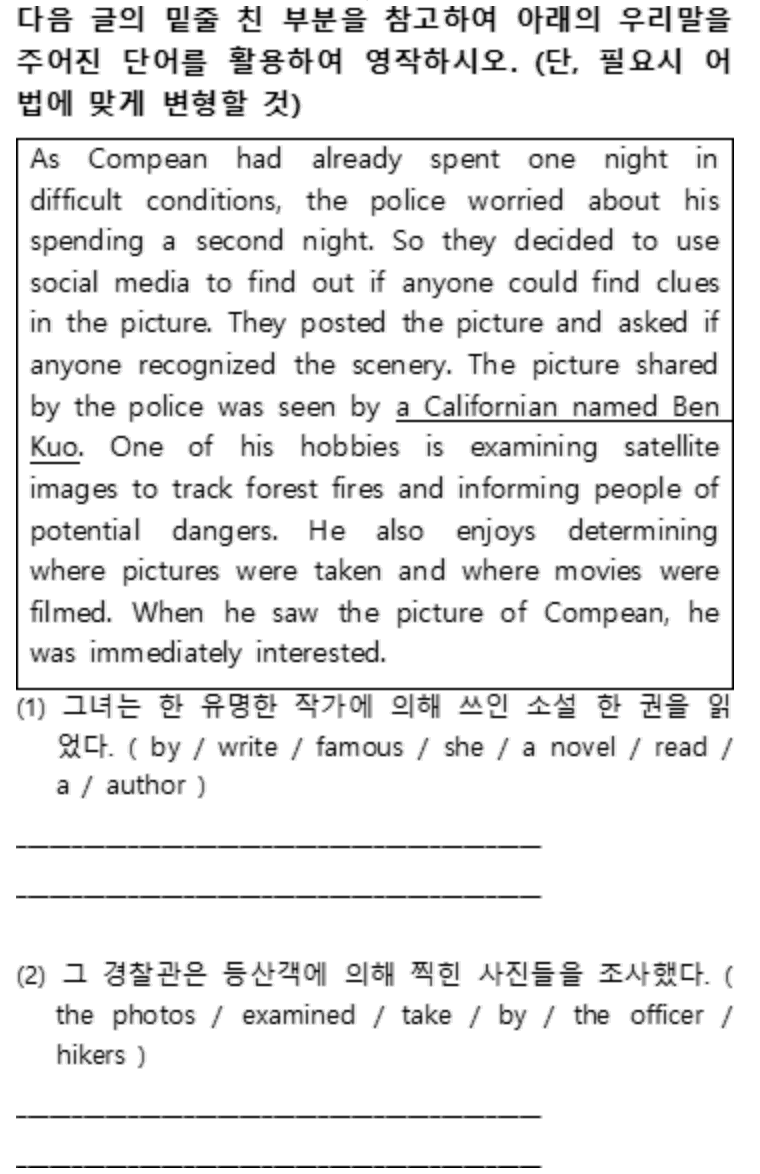 다음 글의 밑줄 친 부분을 참고하여 아래의 우리말을
주어진 단어를 활용하여 영작하시오. (단, 필요시 어
법에 맞게 변형할 것)
As Compean had already spent one night in
difficult conditions, the police worried about his
spending a second night. So they decided to use
social media to find out if anyone could find clues
in the picture. They posted the picture and asked if
anyone recognized the scenery. The picture shared
by the police was seen by a Californian named Ben
Kuo. One of his hobbies is examining satellite
images to track forest fires and informing people of
potential dangers. He also enjoys determining
where pictures were taken and where movies were
filmed. When he saw the picture of Compean, he
was immediately interested.
(1) 그녀는 한 유명한 작가에 의해 쓰인 소설 한 권을 읽
었다. ( by / write / famous / she / a novel / read /
a / author )
(2) 그 경찰관은 등산객에 의해 찍힌 사진들을 조사했다. (
the photos / examined / take / by / the officer /
hikers )